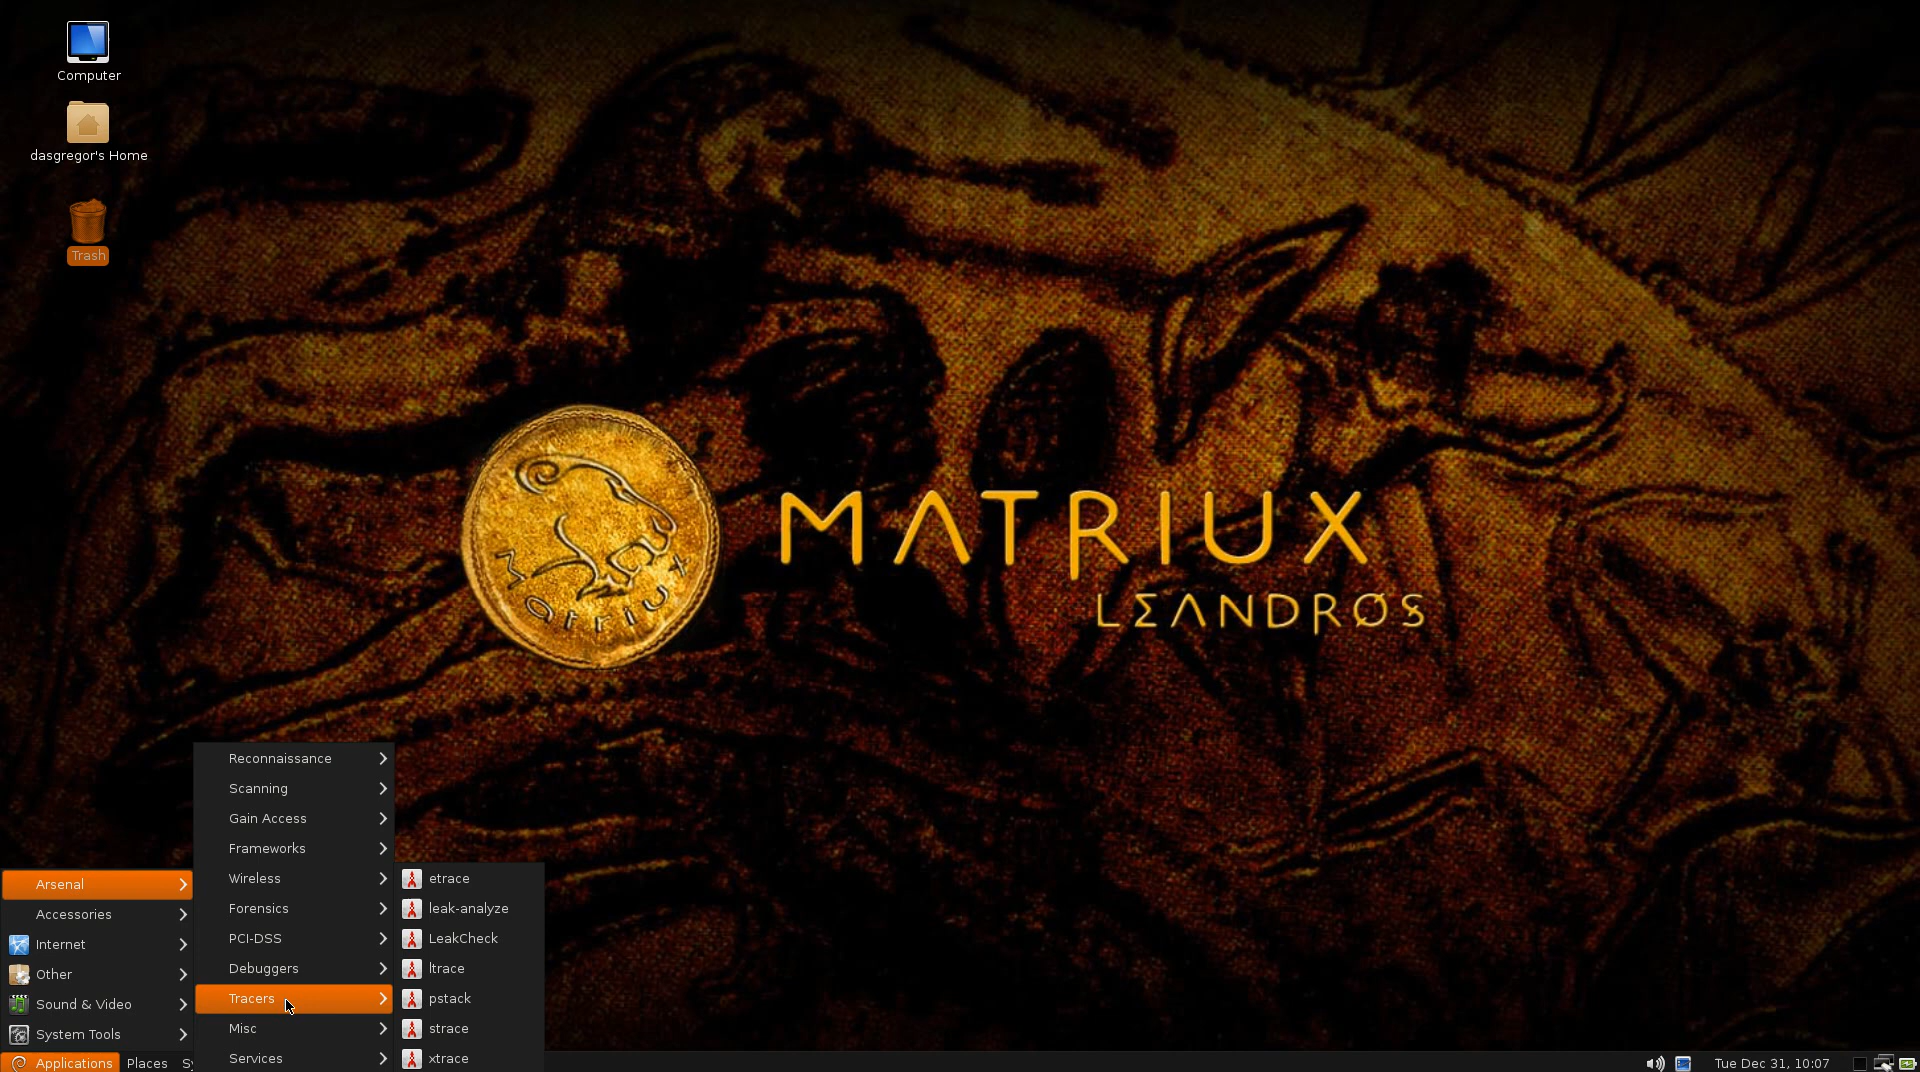 Computer
dasgregor's Home
Trash
Matriux
MATRIUX
LEANDROS
Reconnaissance
Scanning
Gain Access
Frameworks
Wireless
Forensics
PCI-DSS
Debuggers
Tracers
Misc
Services
Arsenal
Accessories
Internet
Other
Sound & Video
System Tools
etrace
leak-analyze
LeakCheck
ltrace
pstack
strace
xtrace
Applications Places Tue Dec 31, 10:07